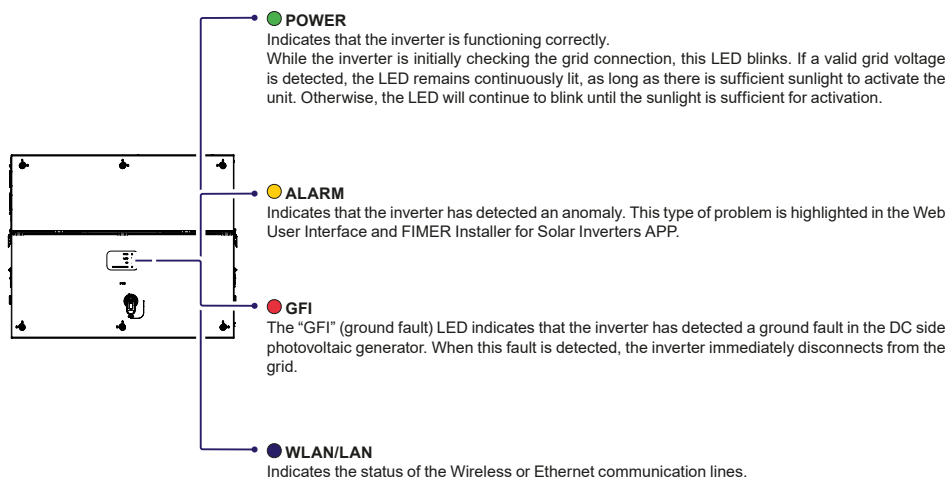 POWER
Indicates that the inverter is functioning correctly.
While the inverter is initially checking the grid connection, this LED blinks. If a valid grid voltage
is detected, the LED remains continuously lit, as long as there is sufficient sunlight to activate the
unit. Otherwise, the LED will continue to blink until the sunlight is sufficient for activation.
ALARM
Indicates that the inverter has detected an anomaly. This type of problem is highlighted in the Web
User Interface and FIMER Installer for Solar Inverters APP.
GFI
The “GFI” (ground fault) LED indicates that the inverter has detected a ground fault in the DC side
photovoltaic generator. When this fault is detected, the inverter immediately disconnects from the
grid.
WLAN/LAN
Indicates the status of the Wireless or Ethernet communication lines.